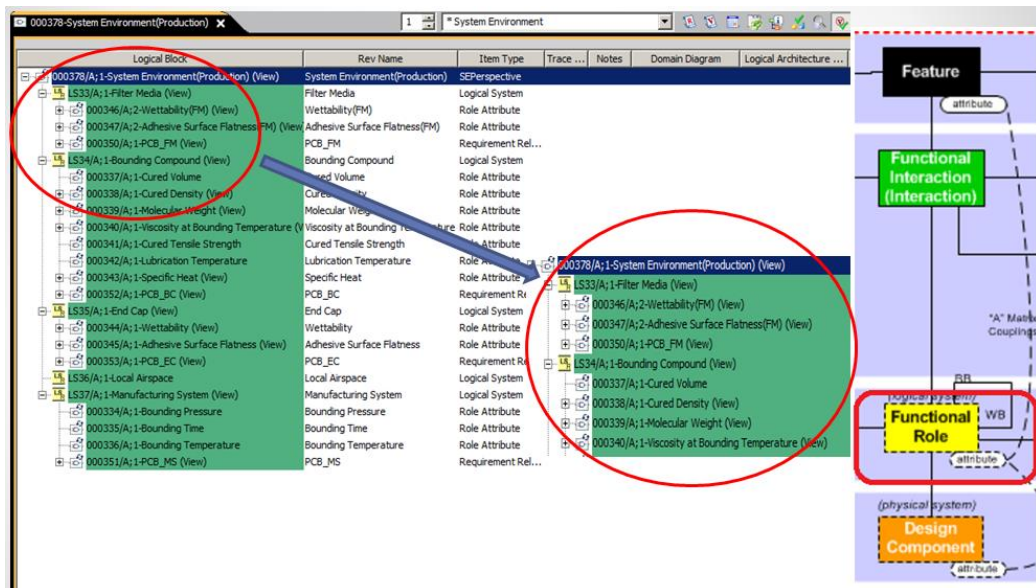 000378-System Environment(Production) X
1 * System Environment
Logical Block Rev Name Item Type Trace ... Notes Domain Diagram Logical Architecture ...
000378/A;1-System Environment(Production) (View) System Environment(Production) SEPerspective
LS33/A;1-Filter Media (View) Filter Media Logical System
000346/A;2-Wettability(FM) (View) Wettability(FM) Role Attribute
000347/A;2-Adhesive Surface Flatness(FM) (View Adhesive Surface Flatness(FM) Role Attribute
000350/A;1-PCB_FM (View) PCB_FM Requirement Rel...
LS34/A;1-Bounding Compound (View) Bounding Compound Logical System
000337/A;1-Cured Volume Cured Volume Role Attribute
000338/A;1-Cured Density (View) Role Attribute
000339/A;1-Molecular Weight (View) Molecular Role Attribute
000340/A;1-Viscosity at Bounding Temperature (V Viscosity at Bounding Role Attribute
000341/A;1-Cured Tensile Strength Cured Tensile Strength Attribute
000342/A;1-Lubrication Temperature Lubrication Temperature Role
000343/A;1-Specific Heat (View) Specific Heat Role Attribute
000352/A;1-PCB_BC (View) PCB_BC Requirement
LS35/A;1-End Cap (View) End Cap Logical System
000344/A;1-Wettability (View) Wettability Role Attribute
000345/A;1-Adhesive Surface Flatness (View) Adhesive Surface Flatness Role Attribute
000353/A;1-PCB_EC (View) PCB_EC Requirement
LS36/A;1-Local Airspace Local Airspace Logical System
LS37/A;1-Manufacturing System (View) Manufacturing System Logical System
000334/A;1-Bounding Pressure Bounding Pressure Role Attribute
000335/A;1-Bounding Time Bounding Time Role Attribute
000336/A;1-Bounding Temperature Bounding Temperature Role Attribute
000351/A;1-PCB_MS (View) PCB_MS Requirement Rel...
000378/A;1-System Environment(Production) (View)
LS33/A;1-Filter Media (View)
000346/A;2-Wettability(FM) (View)
000347/A;2-Adhesive Surface Flatness(FM) (View)
000350/A;1-PCB_FM (View)
LS34/A;1-Bounding Compound (View)
000337/A;1-Cured Volume
000338/A;1-Cured Density (View)
000339/A;1-Molecular Weight (View)
000340/A;1-Viscosity at Bounding Temperature (View)
Feature
attribute
Functional
Interaction
(Interaction)
"A" Matrix
Couplings
BB
(logical system)
Functional
Role
WB
attribute
(physical system)
Design
Component
attribute